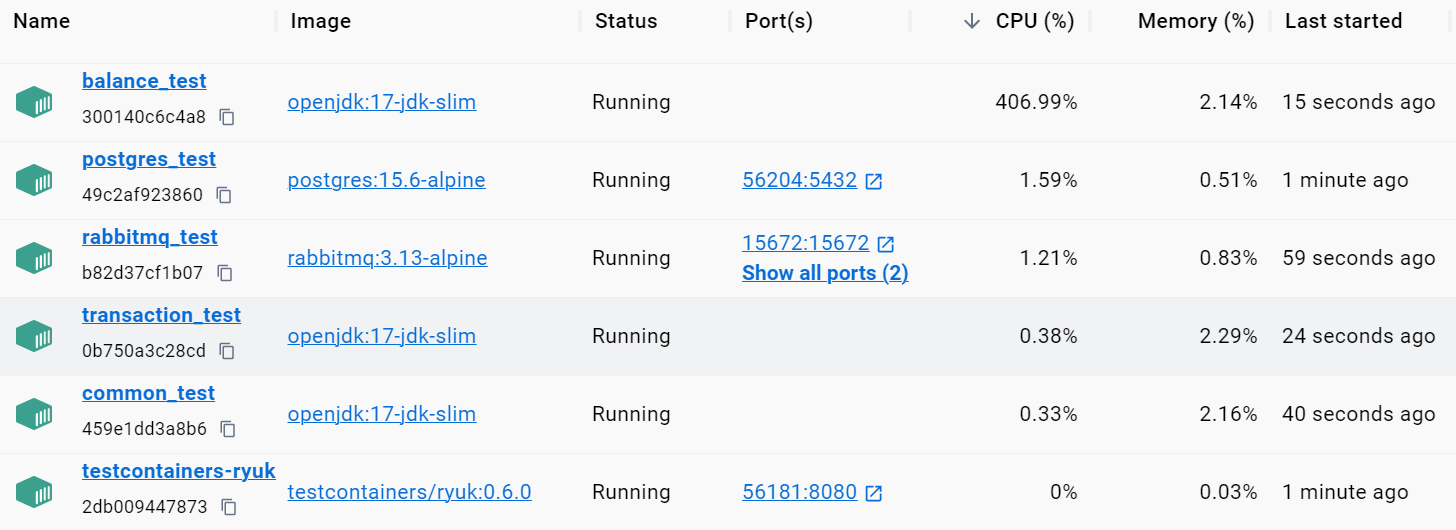 Name Image Status Port(s) CPU (%) Memory (%) Last started
balance_test
300140c6c4a8
openjdk:17-jdk-slim Running 406.99% 2.14% 15 seconds ago
postgres_test
49c2af923860
postgres:15.6-alpine Running 56204:5432 1.59% 0.51% 1 minute ago
rabbitmq_test
b82d37cf1b07
rabbitmq:3.13-alpine Running 15672:15672
Show all ports (2)
1.21% 0.83% 59 seconds ago
transaction_test
0b750a3c28cd
openjdk:17-jdk-slim Running 0.38% 2.29% 24 seconds ago
common_test
459e1dd3a8b6
openjdk:17-jdk-slim Running 0.33% 2.16% 40 seconds ago
testcontainers-ryuk
2db009447873
testcontainers/ryuk:0.6.0 Running 56181:8080 0% 0.03% 1 minute ago